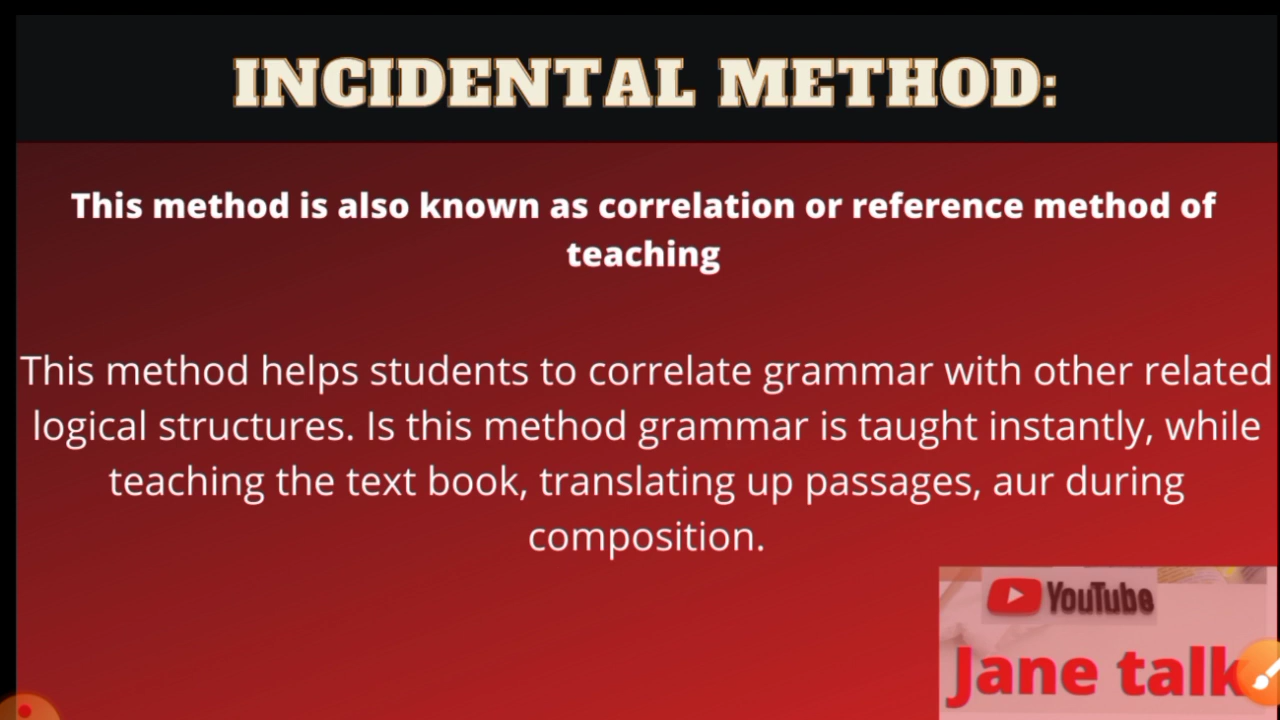 INCIDENTAL METHOD:
This method is also known as correlation or reference method of
teaching
This method helps students to correlate grammar with other related
logical structures. Is this method grammar is taught instantly, while
teaching the text book, translating up passages, aur during
composition.
YouTube
Jane talk